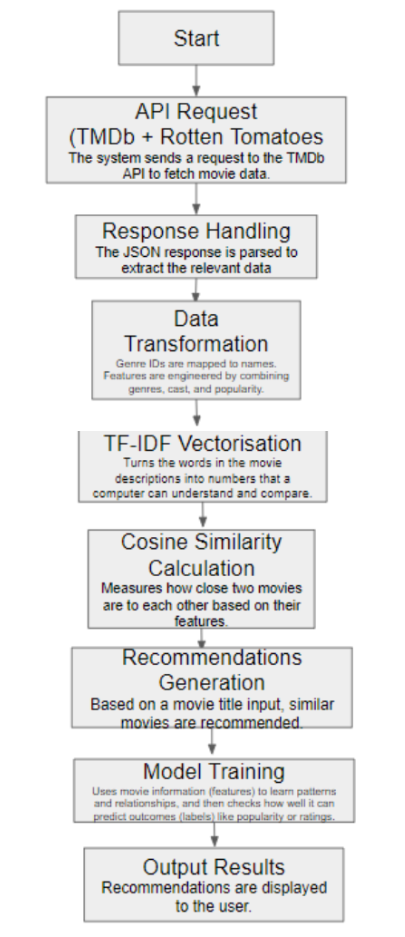 Start
API Request
(TMDb + Rotten Tomatoes
The system sends a request to the TMDb
API to fetch movie data.
Response Handling
The JSON response is parsed to
extract the relevant data
Data
Transformation
Genre IDs are mapped to names.
Features are engineered by combining
genres, cast, and popularity.
TF-IDF Vectorisation
Turns the words in the movie
descriptions into numbers that a
computer can understand and compare.
Cosine Similarity
Calculation
Measures how close two movies
are to each other based on their
features.
Recommendations
Generation
Based on a movie title input, similar
movies are recommended.
Model Training
Uses movie information (features) to learn patterns
and relationships, and then checks how well it can
predict outcomes (labels) like popularity or ratings.
Output Results
Recommendations are displayed
to the user.